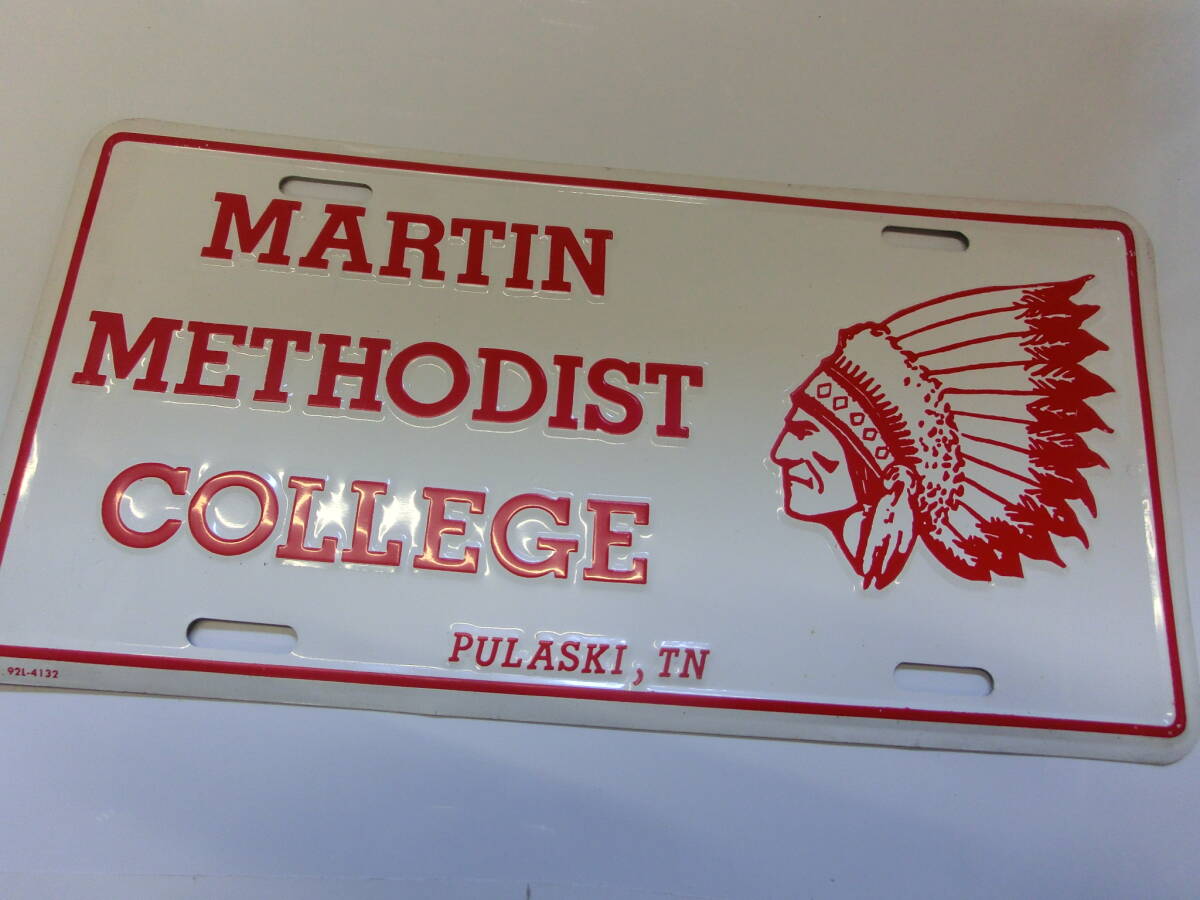 MARTIN
METHODIST
COLLEGE
PULASKI, TN
92L-4132